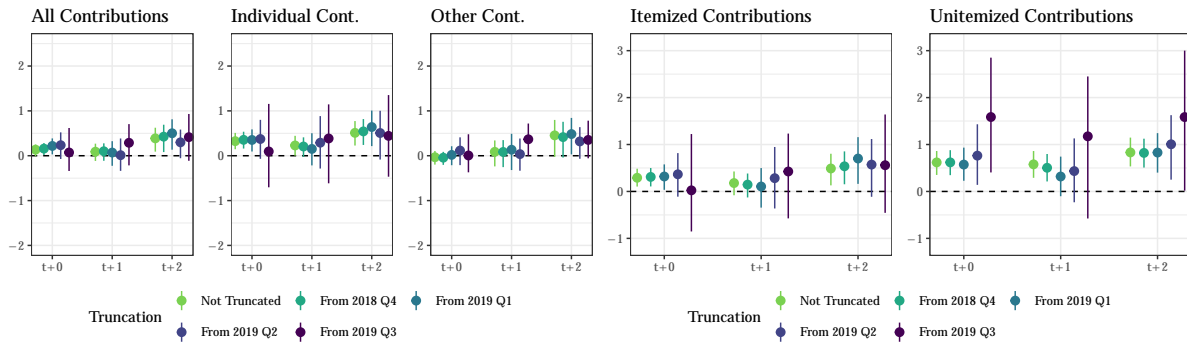 All Contributions
Individual Cont.
Other Cont.
Itemized Contributions
Unitemized Contributions
2
1
0
−1
−2
t+0
t+1
t+2
2
1
0
−1
−2
t+0
t+1
t+2
2
1
0
−1
−2
t+0
t+1
t+2
3
2
1
0
−1
t+0
t+1
t+2
3
2
1
0
−1
t+0
t+1
t+2
Truncation
Not Truncated
From 2018 Q4
From 2019 Q1
From 2019 Q2
From 2019 Q3
Truncation
Not Truncated
From 2018 Q4
From 2019 Q1
From 2019 Q2
From 2019 Q3